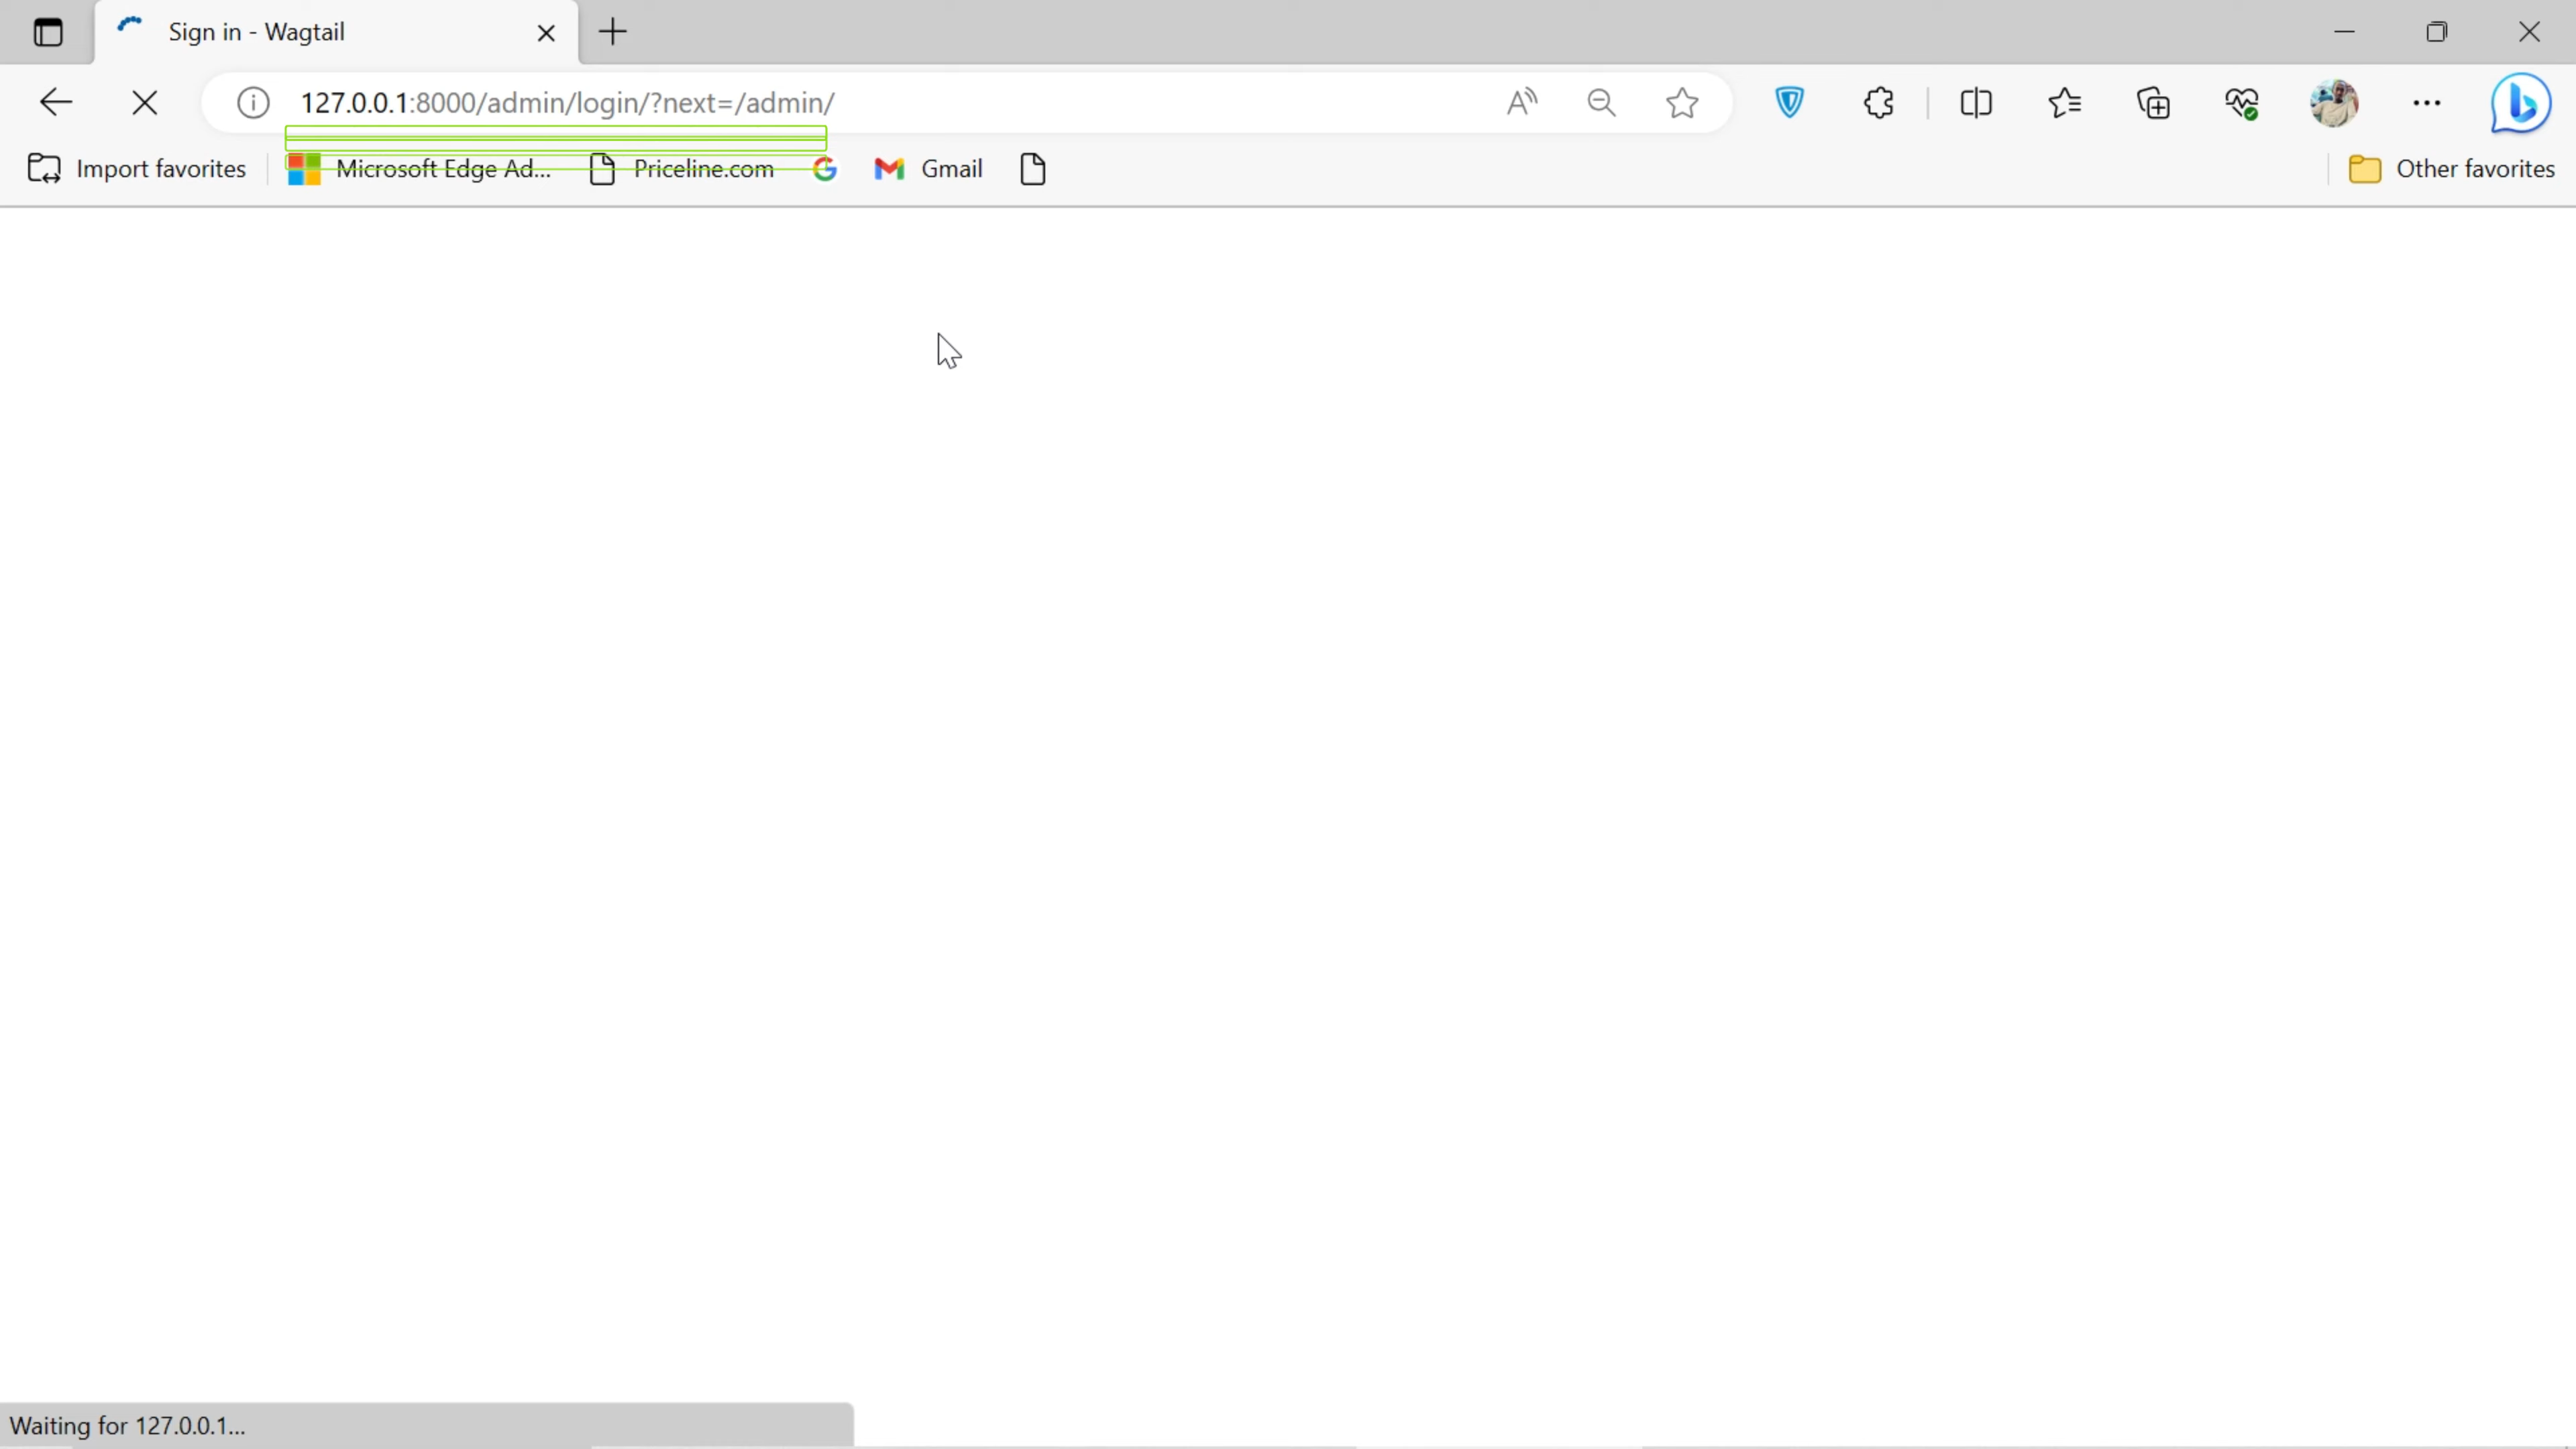 Sign in - Wagtail
127.0.0.1:8000/admin/login/?next=/admin/
Import favorites Microsoft Edge Ad... Priceline.com Gmail Other favorites
Waiting for 127.0.0.1...